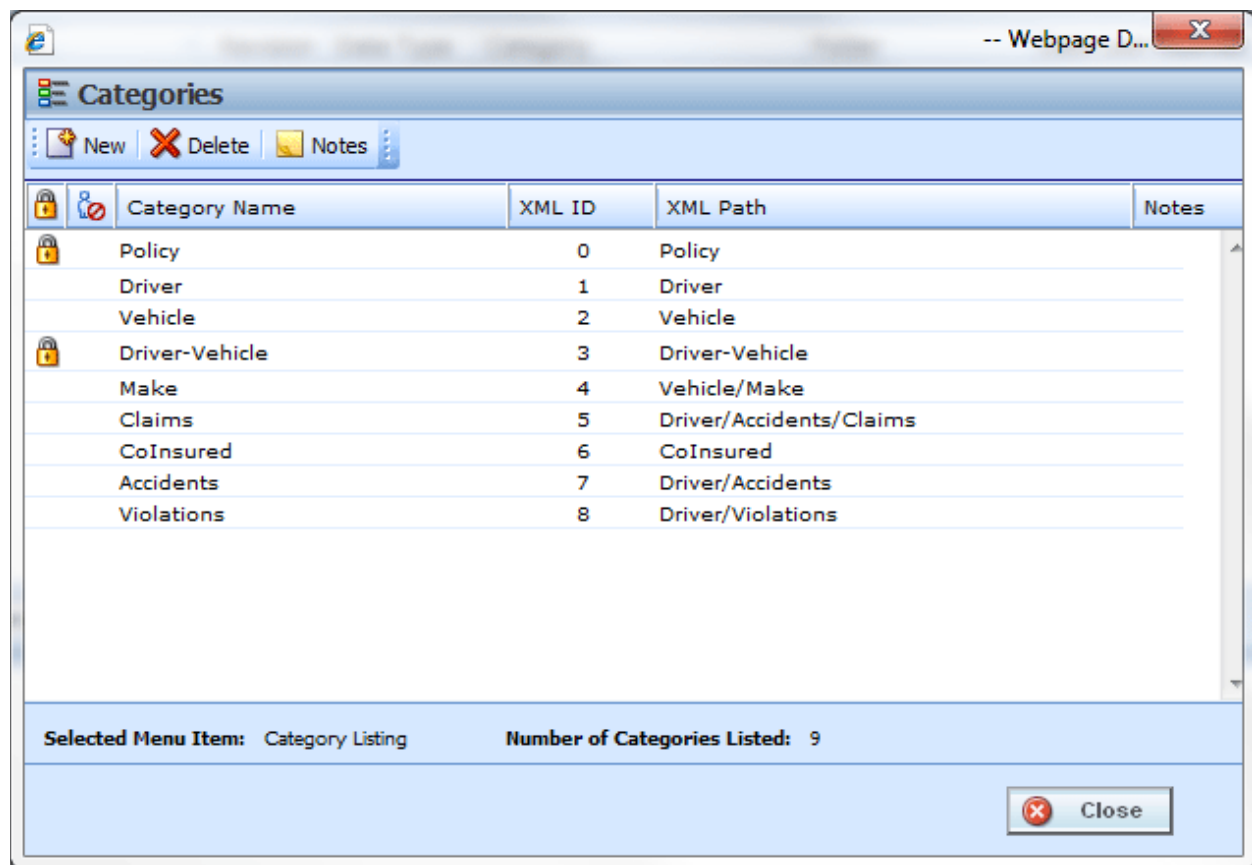 -- Webpage D...
Categories
New Delete Notes
Category Name XML ID XML Path Notes
Policy 0 Policy
Driver 1 Driver
Vehicle 2 Vehicle
Driver-Vehicle 3 Driver-Vehicle
Make 4 Vehicle/Make
Claims 5 Driver/Accidents/Claims
CoInsured 6 CoInsured
Accidents 7 Driver/Accidents
Violations 8 Driver/Violations
Selected Menu Item: Category Listing Number of Categories Listed: 9
Close